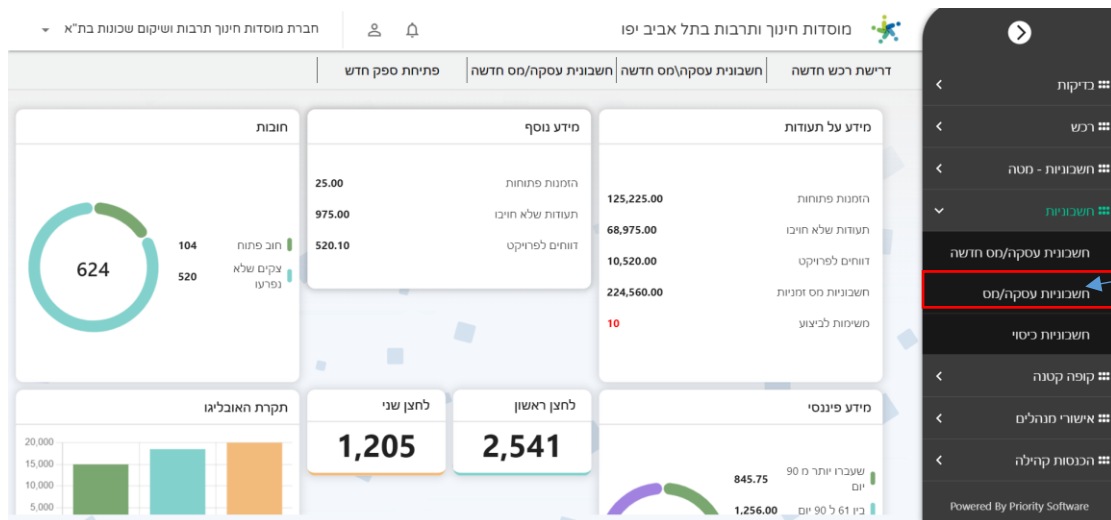 מוסדות חינוך ותרבות בתל אביב יפו
חברת מוסדות חינוך תרבות ושיקום שכונות בת"א
דרישת רכש חדשה
חשבונית עסקה\מס חדשה
חשבונית עסקה/מס חדשה
פתיחת ספק חדש
בדיקות
רכש
חשבוניות - מטה
חשבוניות
חשבונית עסקה/מס חדשה
חשבוניות עסקה/מס
חשבוניות כיסוי
קופה קטנה
אישורי מנהלים
הכנסות קהילה
Powered By Priority Software
מידע על תעודות
הזמנות פתוחות 125,225.00
תעודות שלא חויבו 68,975.00
דווחים לפרויקט 10,520.00
חשבוניות מס זמניות 224,560.00
משימות לביצוע 10
מידע נוסף
הזמנות פתוחות 25.00
תעודות שלא חויבו 975.00
דווחים לפרויקט 520.10
חובות
חוב פתוח 104
צקים שלא
נפרעו
520
624
מידע פיננסי
שעברו יותר מ 90
יום
845.75
בין 61 ל 90 יום 1,256.00
לחצן ראשון
2,541
לחצן שני
1,205
תקרת האובליגו
20,000
15,000
10,000
5,000